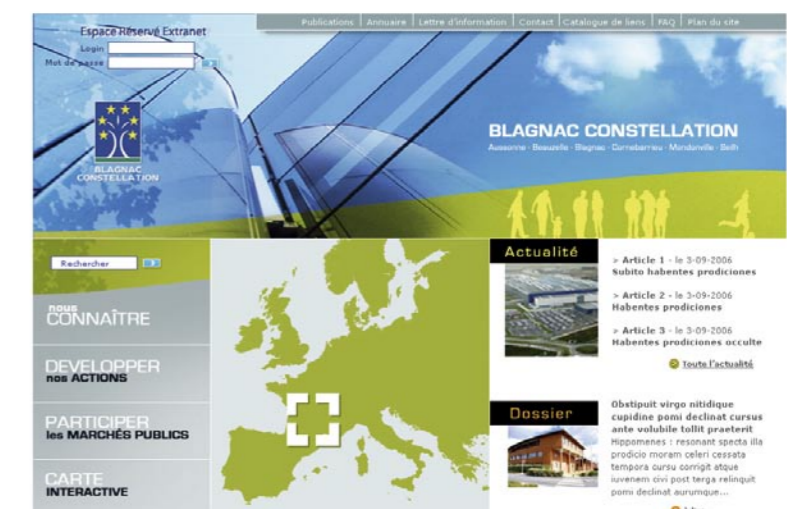 Publications | Annuaire | Lettre d'information | Contact | Catalogue de liens | FAQ | Plan du site
Espace Réservé Extranet
Login
Mot de passe
BLAGNAC
CONSTELLATION
BLAGNAC CONSTELLATION
Aussonne - Beauzelle - Blagnac - Cornebarrieu - Mondonville - Seilh
Rechercher
nous
CONNAÎTRE
DEVELOPPER
nos ACTIONS
PARTICIPER
les MARCHÉS PUBLICS
CARTE
INTERACTIVE
Actualité
> Article 1 - le 3-09-2006
Subito habentes prodiciones
> Article 2 - le 3-09-2006
Habentes prodiciones
> Article 3 - le 3-09-2006
Habentes prodiciones occulte
Toute l'actualité
Dossier
Obstipuit virgo nitidique
cupidine pomi declinat cursus
ante volubile tollit praeterit
Hippomenes : resonant specta illa
prodicio moram celeri cessata
tempora cursu corrigit atque
iuvenem civi post terga relinquit
pomi declinat aurumque...